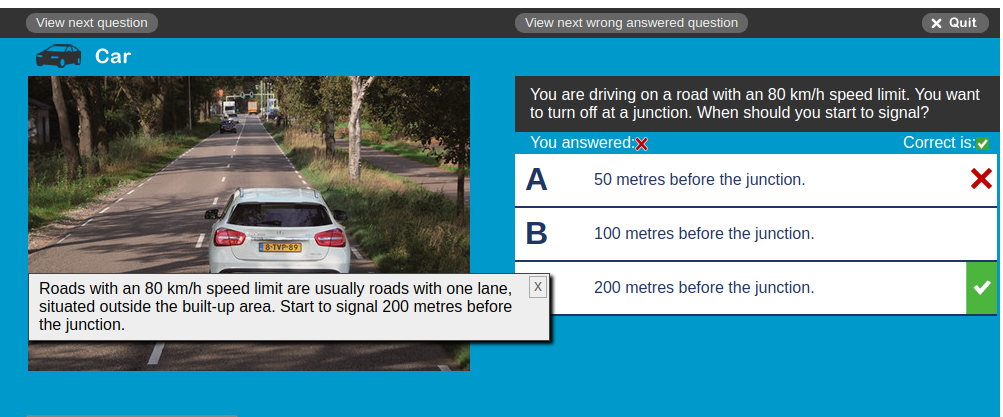 View next question
View next wrong answered question
Quit
Car
You are driving on a road with an 80 km/h speed limit. You want
to turn off at a junction. When should you start to signal?
You answered:
Correct is:
A
50 metres before the junction.
B
100 metres before the junction.
200 metres before the junction.
8-TVP-89
Roads with an 80 km/h speed limit are usually roads with one lane,
situated outside the built-up area. Start to signal 200 metres before
the junction.
X